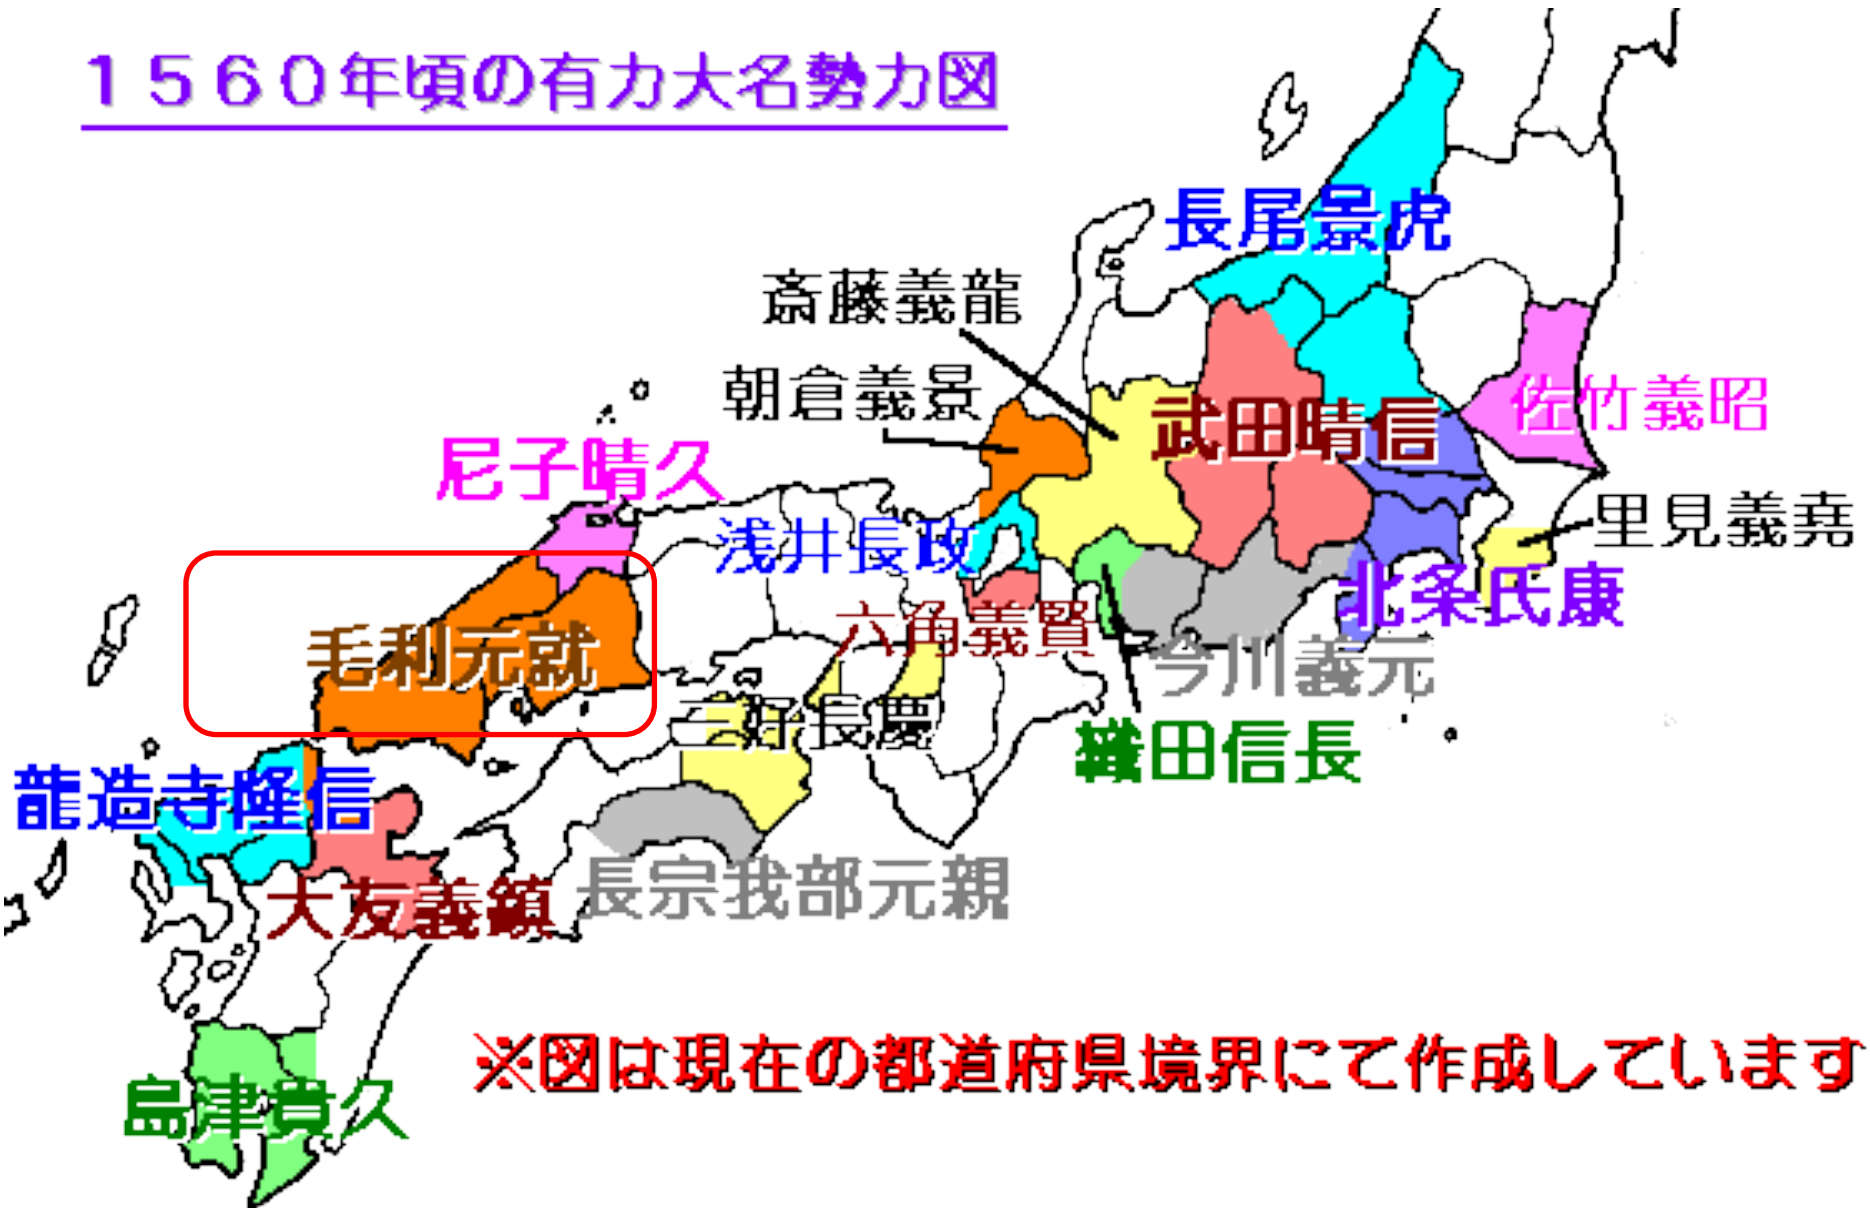 １５６０年頃の有力大名勢力図
長尾景虎
斎藤義龍
朝倉義景
武田晴信
佐竹義昭
尼子晴久
浅井長政
里見義堯
毛利元就
六角義賢
北条氏康
今川義元
三好長慶
織田信長
龍造寺隆信
大友義鎮
長宗我部元親
島津貴久
※図は現在の都道府県境界にて作成しています